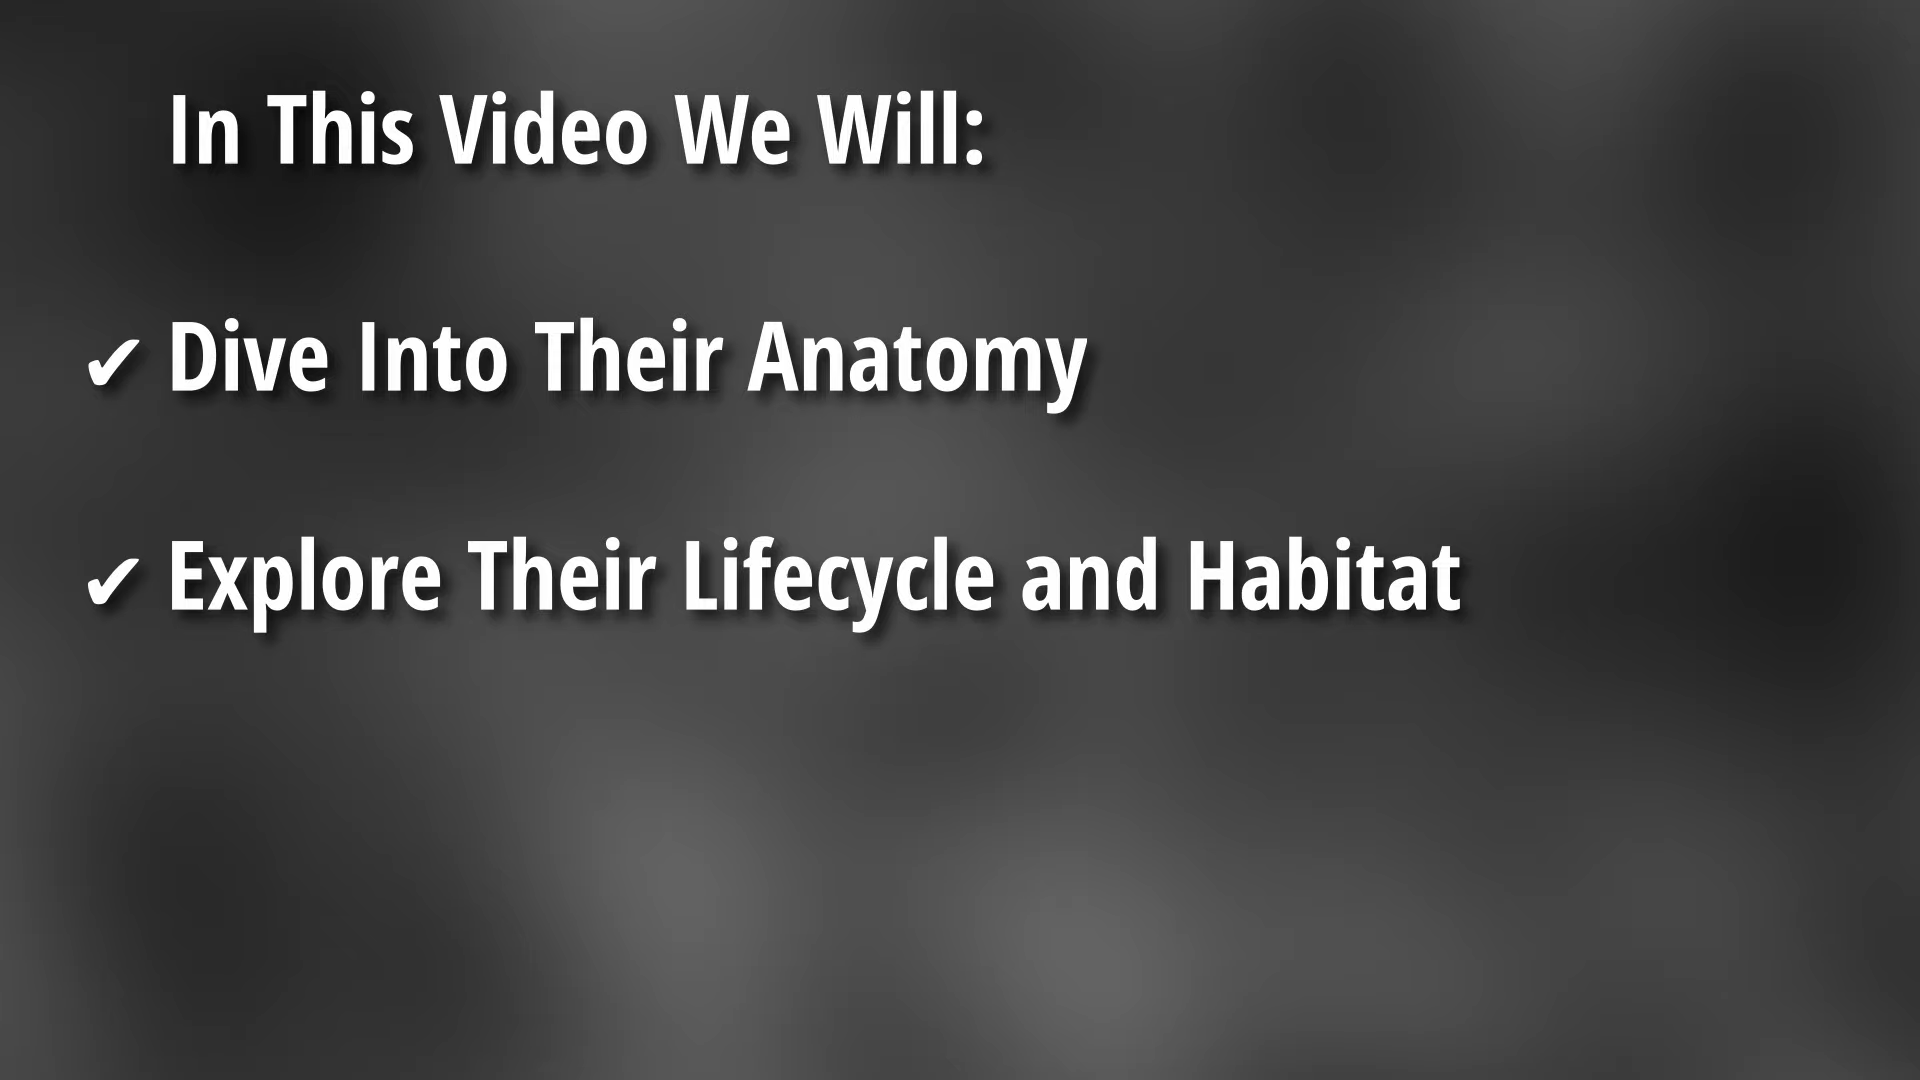 In This Video We Will:
✔ Dive Into Their Anatomy
✔ Explore Their Lifecycle and Habitat